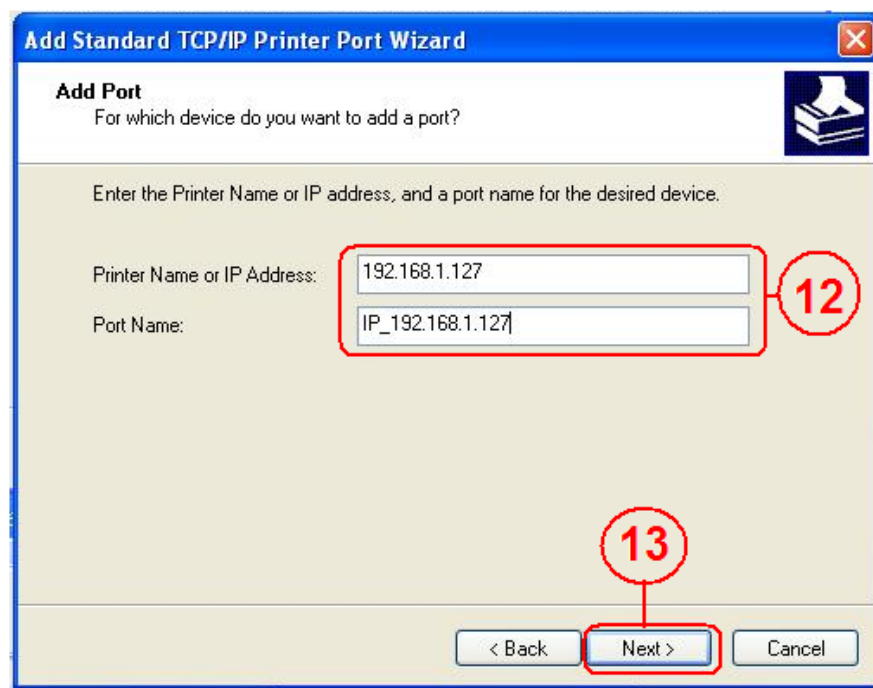 Add Standard TCP/IP Printer Port Wizard
Add Port
For which device do you want to add a port?
Enter the Printer Name or IP address, and a port name for the desired device.
Printer Name or IP Address: 192.168.1.127
12
Port Name: IP_192.168.1.127
13
< Back Next > Cancel